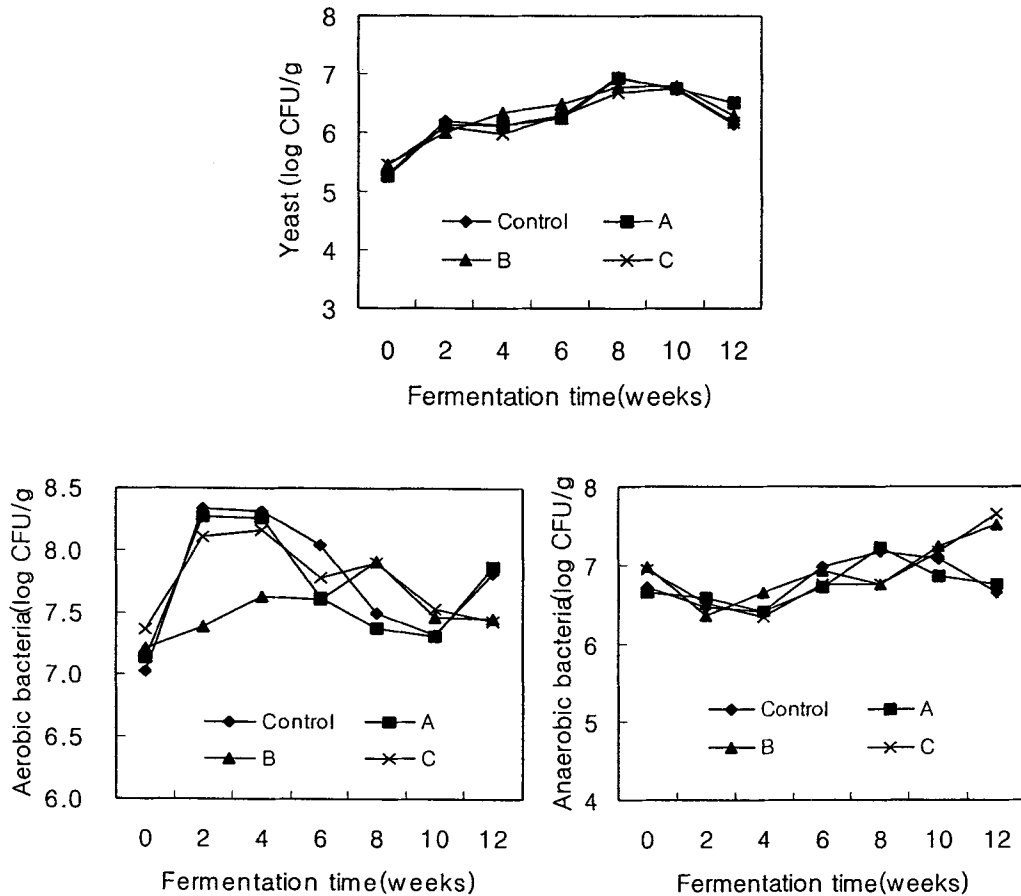 8
7
6
5
4
3
Yeast (log CFU/g)
Control
A
B
C
0 2 4 6 8 10 12
Fermentation time(weeks)
8.5
8.0
7.5
7.0
6.5
6.0
Aerobic bacteria(log CFU/g)
Control
A
B
C
0 2 4 6 8 10 12
Fermentation time(weeks)
8
7
6
5
4
Anaerobic bacteria(log CFU/g)
Control
A
B
C
0 2 4 6 8 10 12
Fermentation time(weeks)